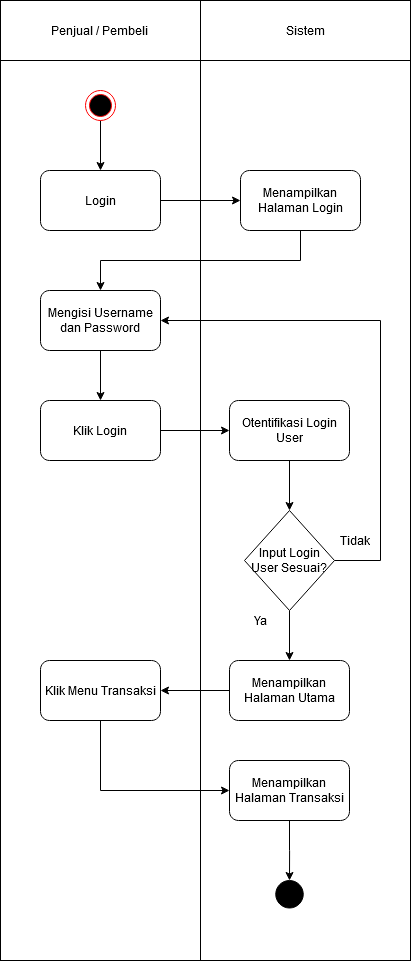 Penjual / Pembeli
Sistem
Login
Menampilkan
Halaman Login
Mengisi Username
dan Password
Klik Login
Otentifikasi Login
User
Input Login
User Sesuai?
Tidak
Ya
Klik Menu Transaksi
Menampilkan
Halaman Utama
Menampilkan
Halaman Transaksi